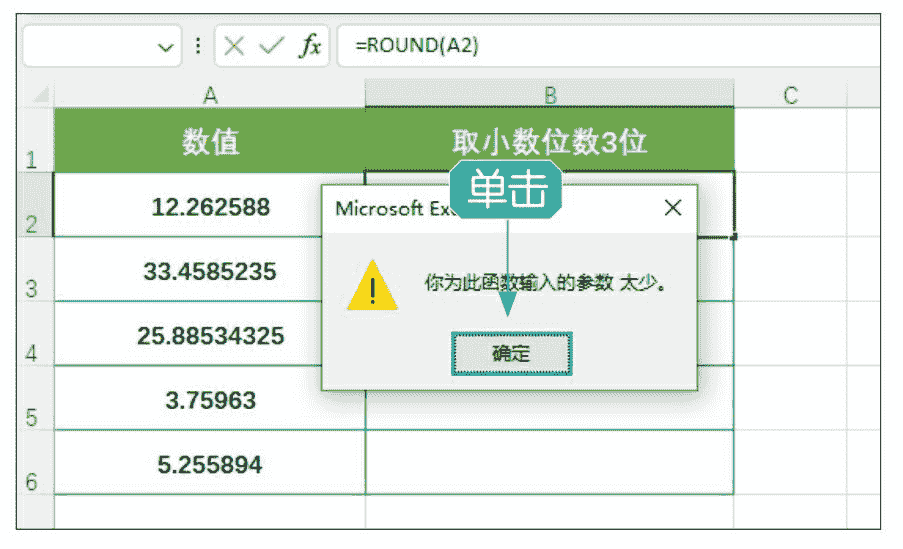 =ROUND(A2)
A B C
1 数值 取小数位数3位
单击
2 12.262588
Microsoft Exc
3 33.4585235
你为此函数输入的参数 太少。
4 25.88534325
确定
5 3.75963
6 5.255894